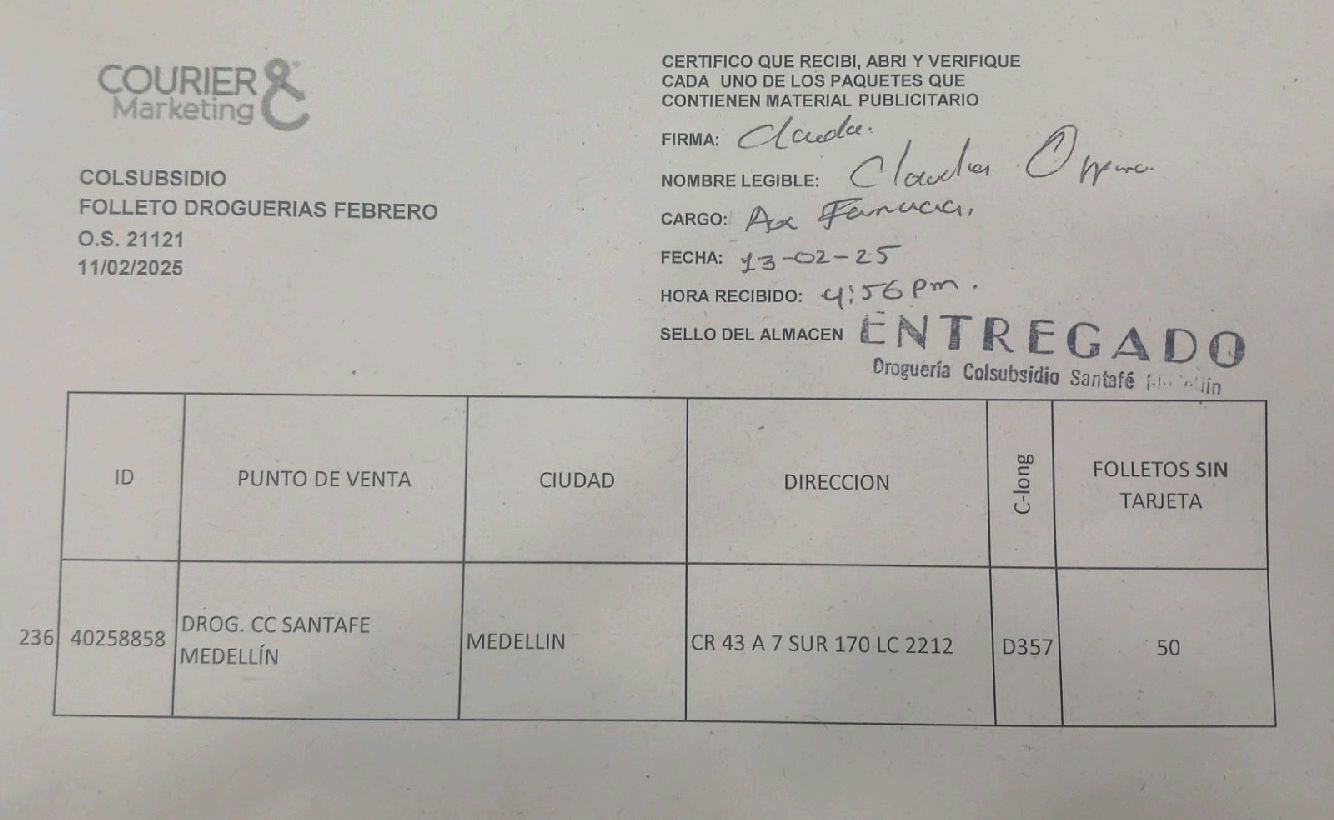 COURIER &
Marketing
COLSUBSIDIO
FOLLETO DROGUERIAS FEBRERO
O.S. 21121
11/02/2025
CERTIFICO QUE RECIBI, ABRI Y VERIFIQUE
CADA UNO DE LOS PAQUETES QUE
CONTIENEN MATERIAL PUBLICITARIO
FIRMA:
NOMBRE LEGIBLE: Claudia
CARGO: Aux
FECHA: 13-02-25
HORA RECIBIDO: 4:56 pm.
SELLO DEL ALMACEN ENTREGADO
Droguería Colsubsidio Santafé
ID PUNTO DE VENTA CIUDAD DIRECCION C-long FOLLETOS SIN
TARJETA
236 40258858 DROG. CC SANTAFE
MEDELLÍN MEDELLIN CR 43 A 7 SUR 170 LC 2212 D357 50